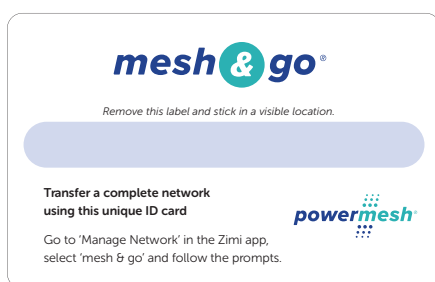 mesh & go®
Remove this label and stick in a visible location.
Transfer a complete network
using this unique ID card
powermesh®
Go to ‘Manage Network’ in the Zimi app,
select ‘mesh & go’ and follow the prompts.